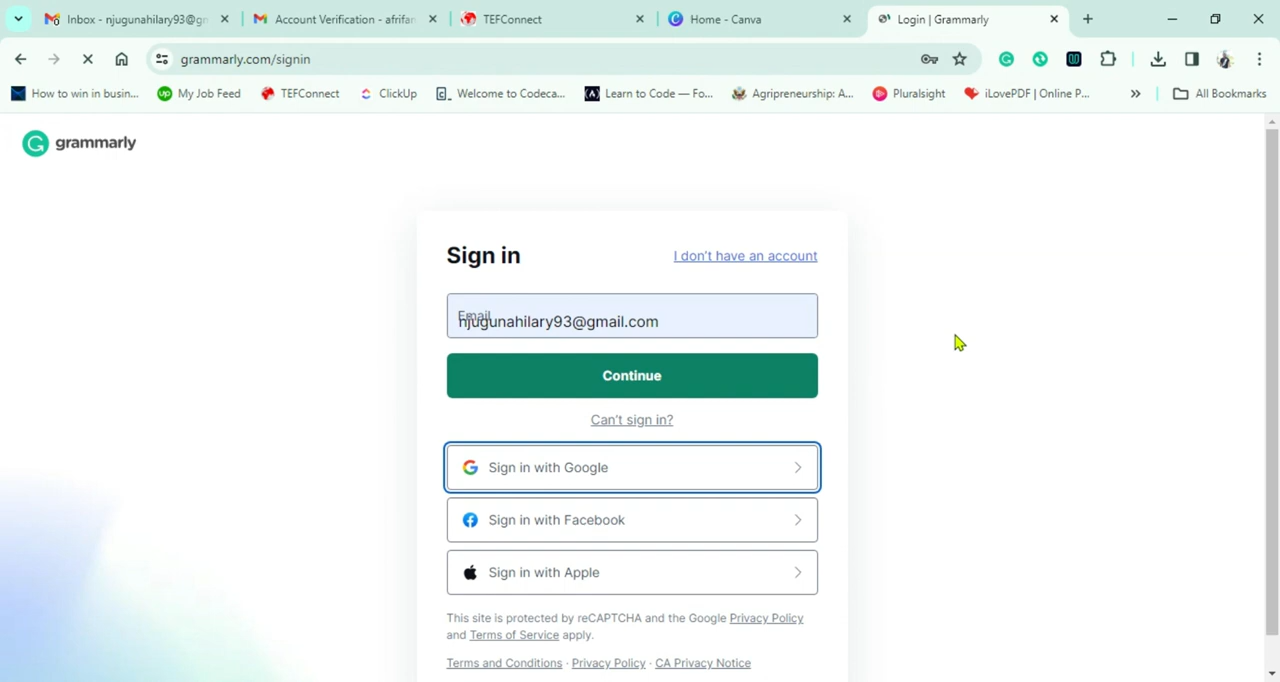 Inbox - njugunahilary93@gn
Account Verification - afrifan
TEFConnect
Home - Canva
Login | Grammarly
grammarly.com/signin
How to win in busin...
My Job Feed
TEFConnect
ClickUp
Welcome to Codeca...
Learn to Code — Fo...
Agripreneurship: A...
Pluralsight
iLovePDF | Online P...
All Bookmarks
grammarly
Sign in
I don't have an account
Email
njugunahilary93@gmail.com
Continue
Can't sign in?
Sign in with Google
Sign in with Facebook
Sign in with Apple
This site is protected by reCAPTCHA and the Google Privacy Policy
and Terms of Service apply.
Terms and Conditions · Privacy Policy · CA Privacy Notice